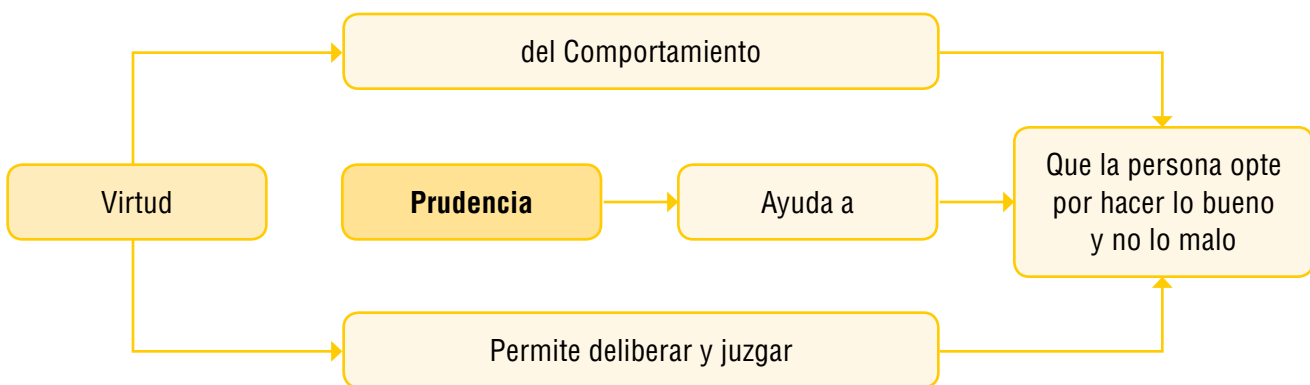 del Comportamiento
Virtud
Prudencia
Ayuda a
Que la persona opte
por hacer lo bueno
y no lo malo
Permite deliberar y juzgar